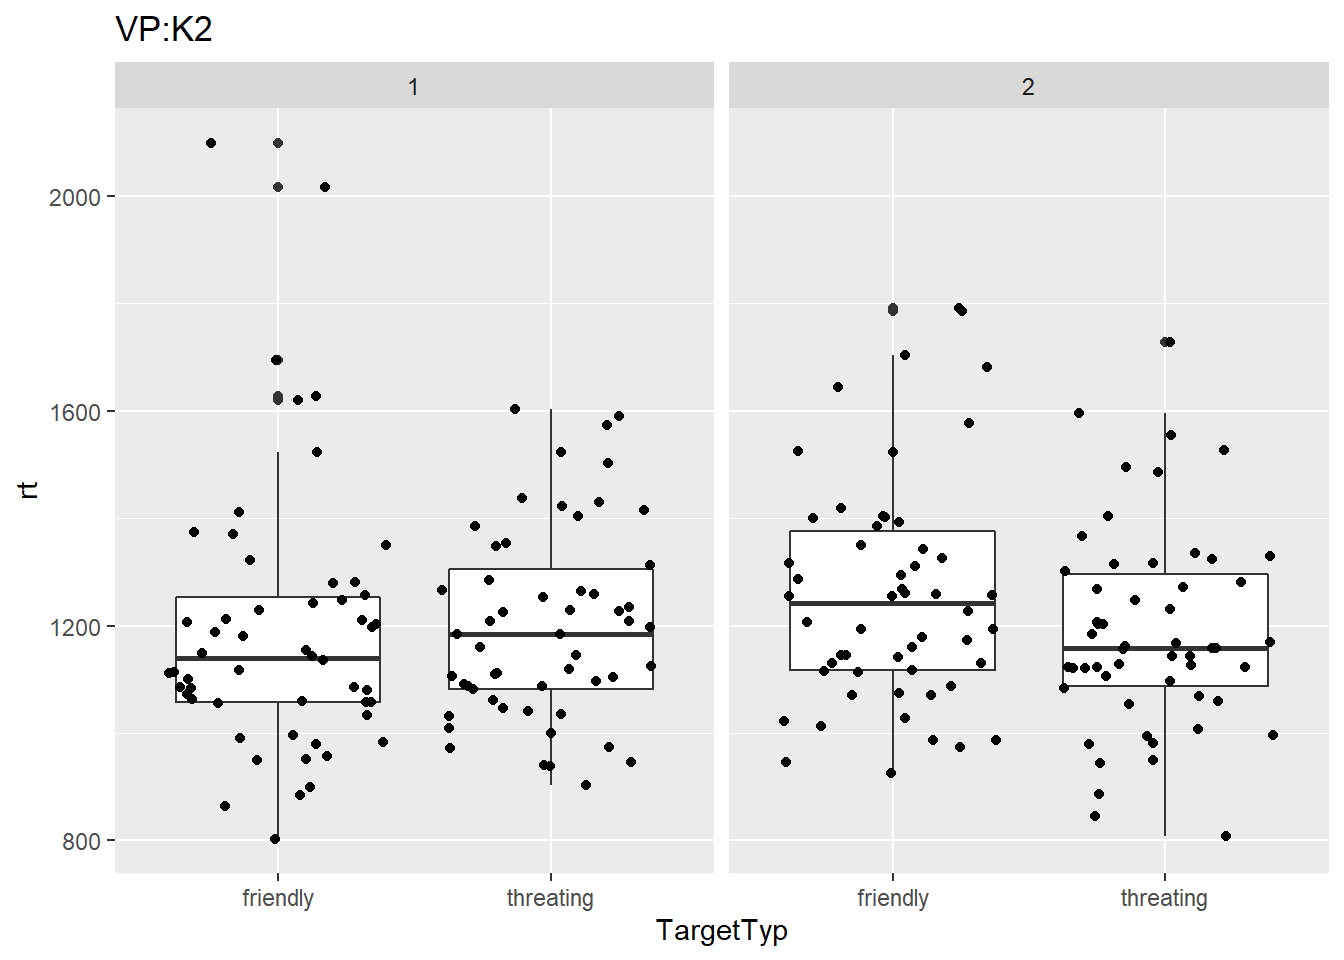 VP:K2
1
2
2000
1600
1200
800
rt
friendly
threating
friendly
threating
TargetTyp